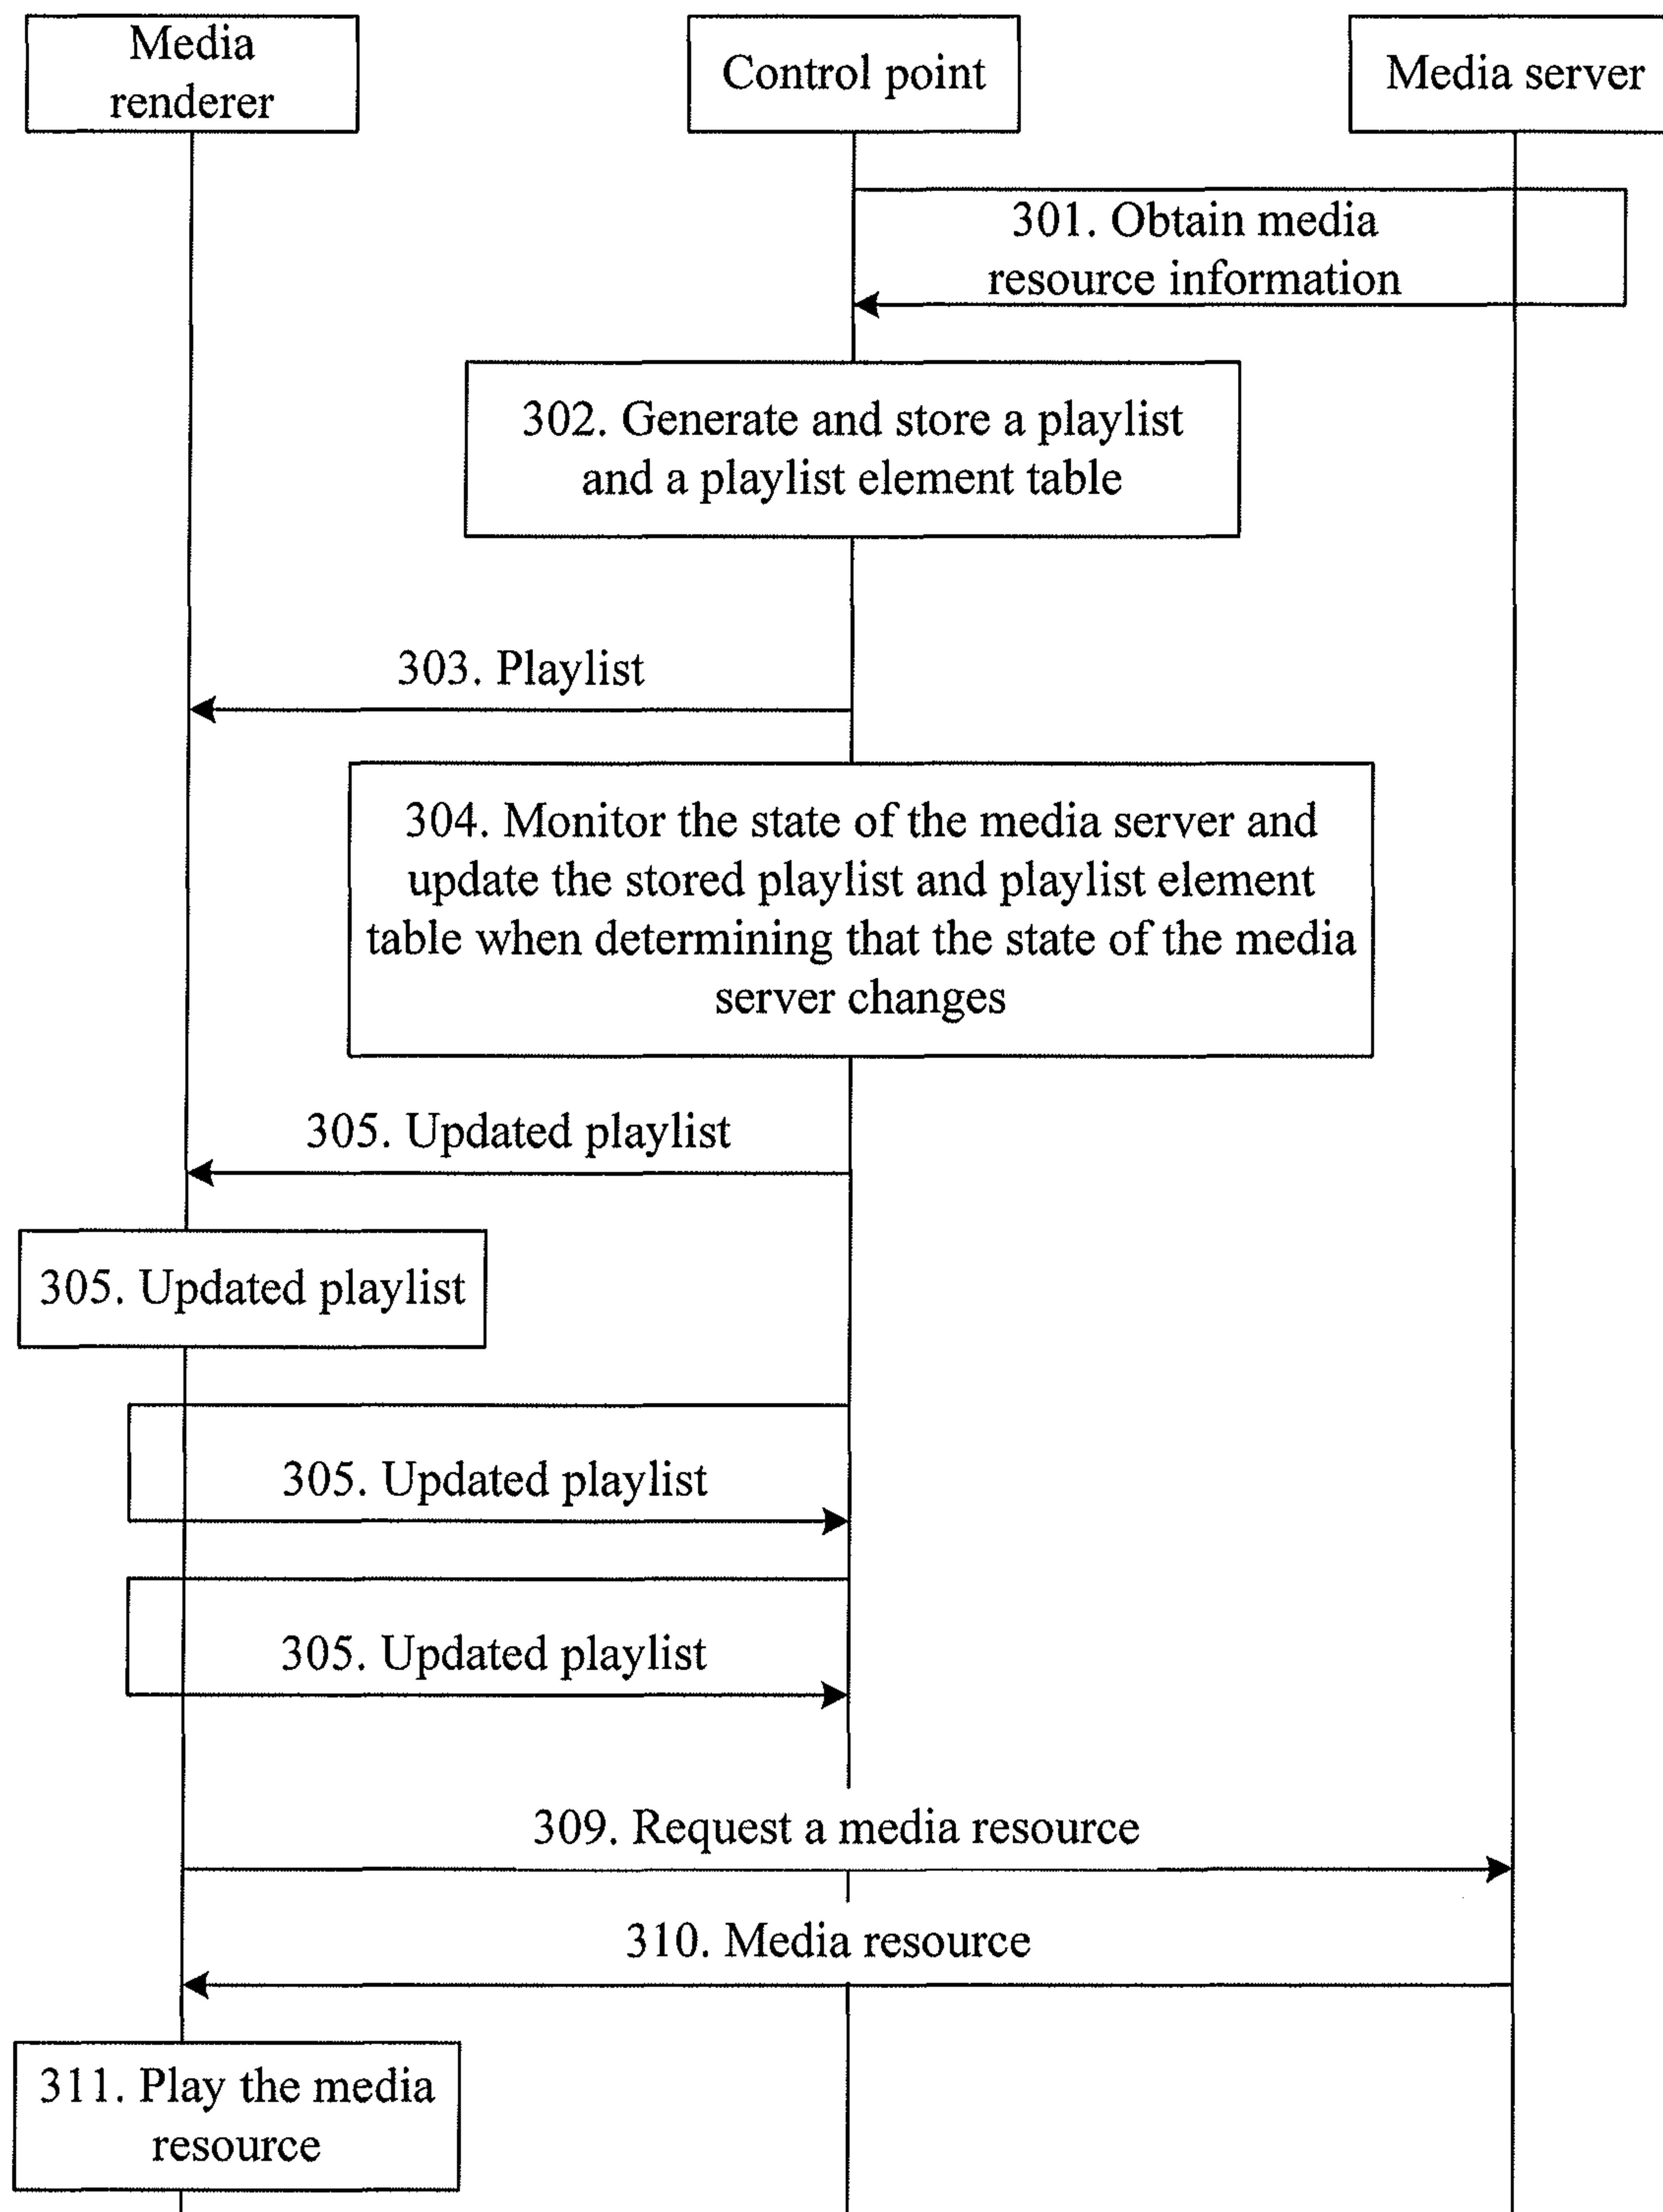 Media
renderer
Control point
Media server
301. Obtain media
resource information
302. Generate and store a playlist
and a playlist element table
303. Playlist
304. Monitor the state of the media server and
update the stored playlist and playlist element
table when determining that the state of the media
server changes
305. Updated playlist
305. Updated playlist
305. Updated playlist
305. Updated playlist
309. Request a media resource
310. Media resource
311. Play the media
resource